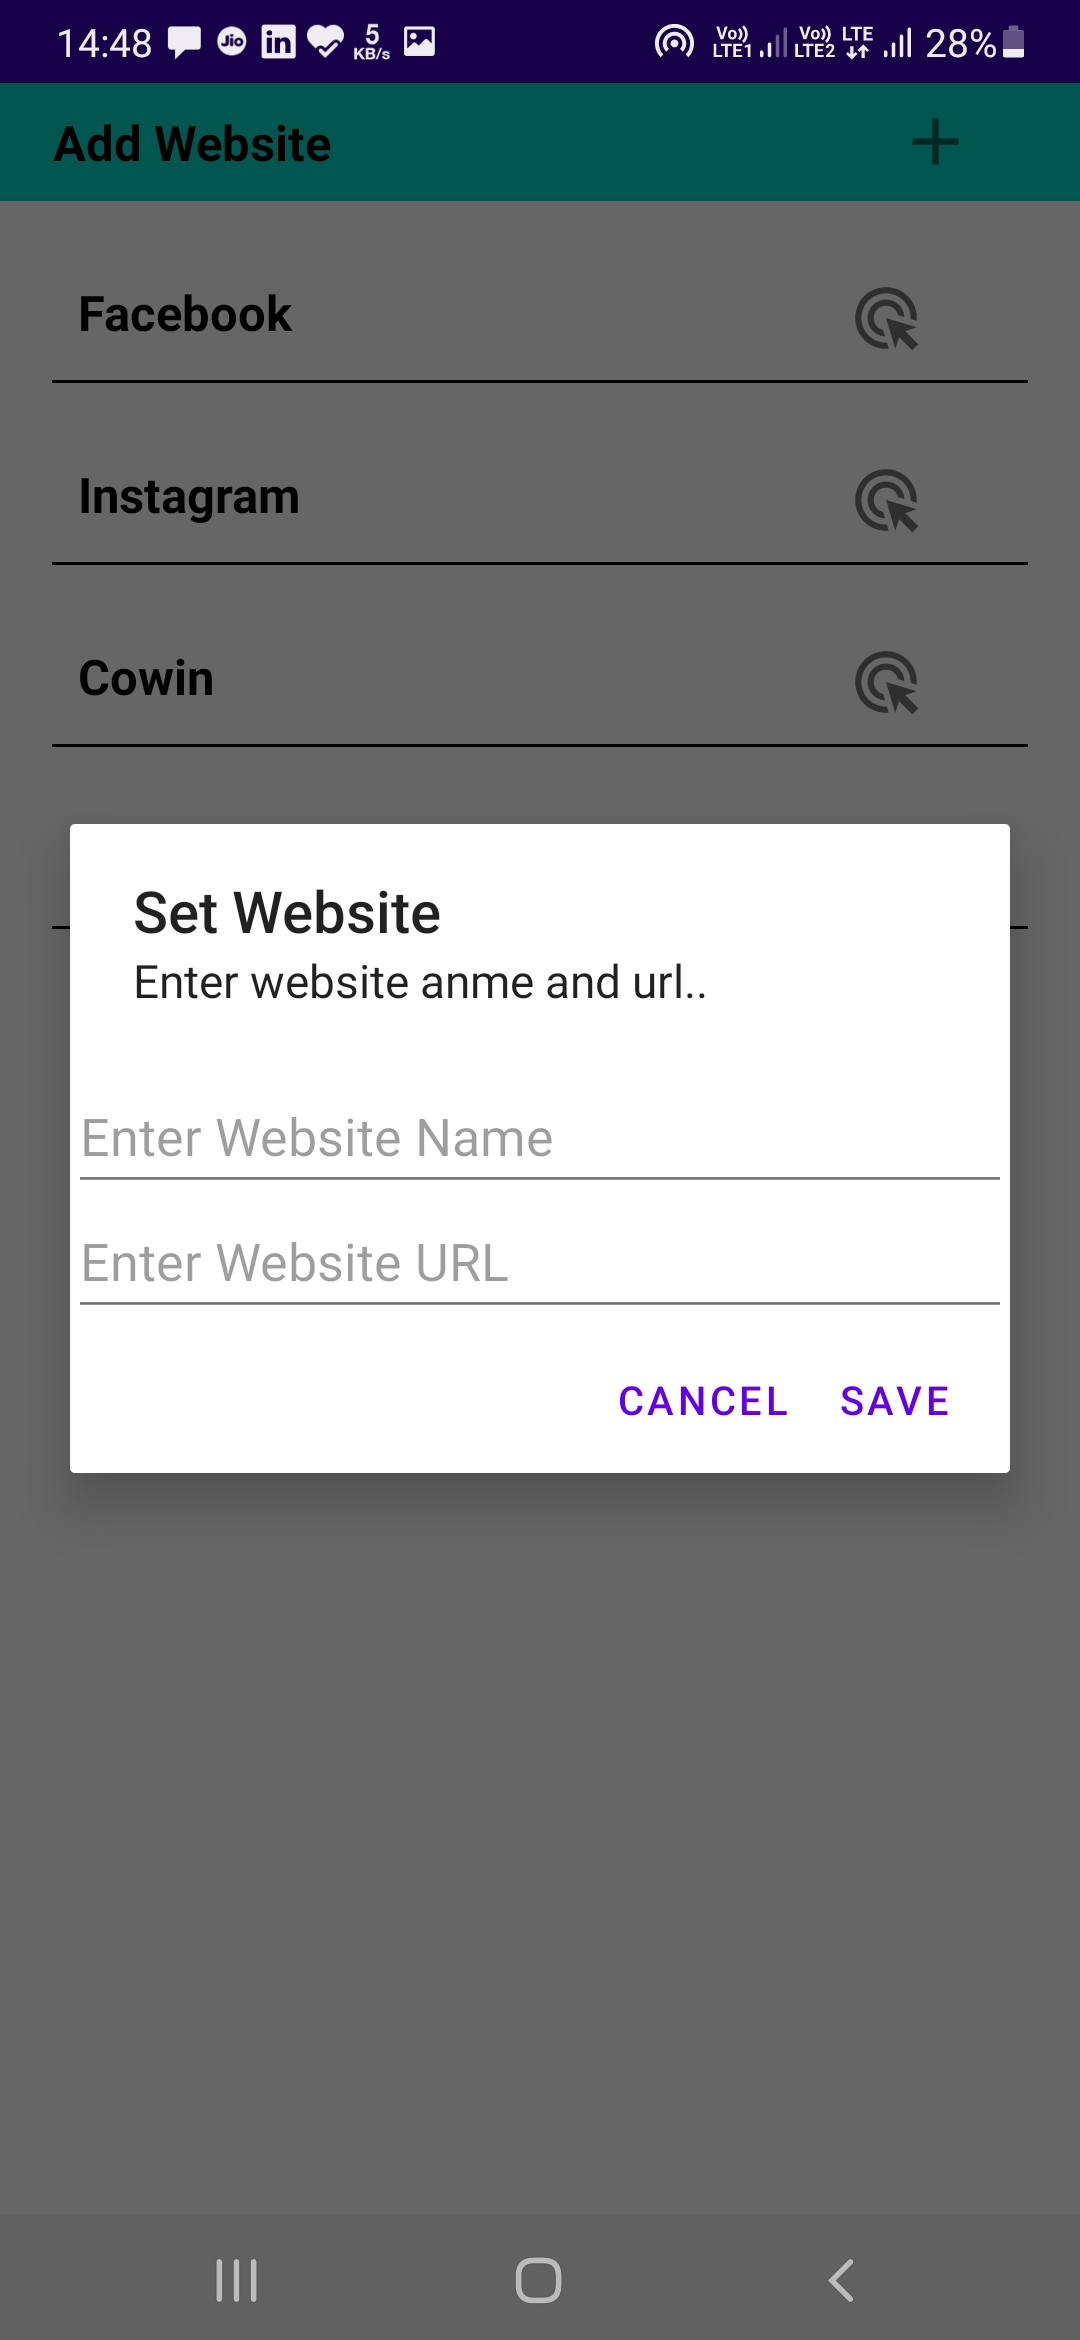 14:48 Jio in 5 KB/s Vo)) LTE1 Vo)) LTE2 LTE 28%
Add Website
Facebook
Instagram
Cowin
Set Website
Enter website anme and url..
Enter Website Name
Enter Website URL
CANCEL SAVE